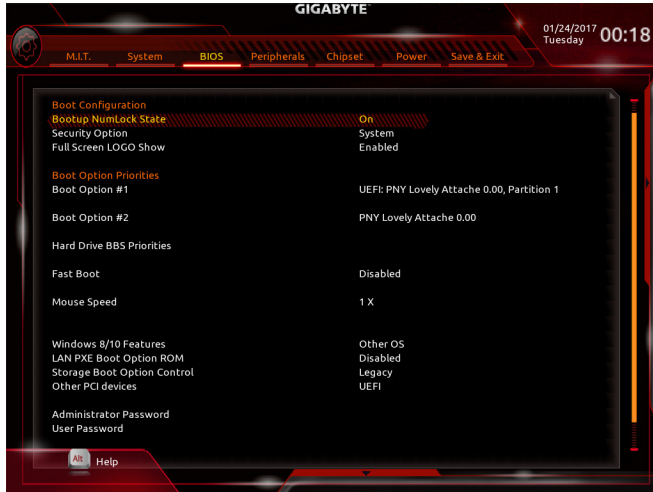 GIGABYTE™
01/24/2017
Tuesday
00:18
M.I.T. System BIOS Peripherals Chipset Power Save & Exit
Boot Configuration
Bootup NumLock State On
Security Option System
Full Screen LOGO Show Enabled
Boot Option Priorities
Boot Option #1 UEFI: PNY Lovely Attache 0.00, Partition 1
Boot Option #2 PNY Lovely Attache 0.00
Hard Drive BBS Priorities
Fast Boot Disabled
Mouse Speed 1 X
Windows 8/10 Features Other OS
LAN PXE Boot Option ROM Disabled
Storage Boot Option Control Legacy
Other PCI devices UEFI
Administrator Password
User Password
Alt Help